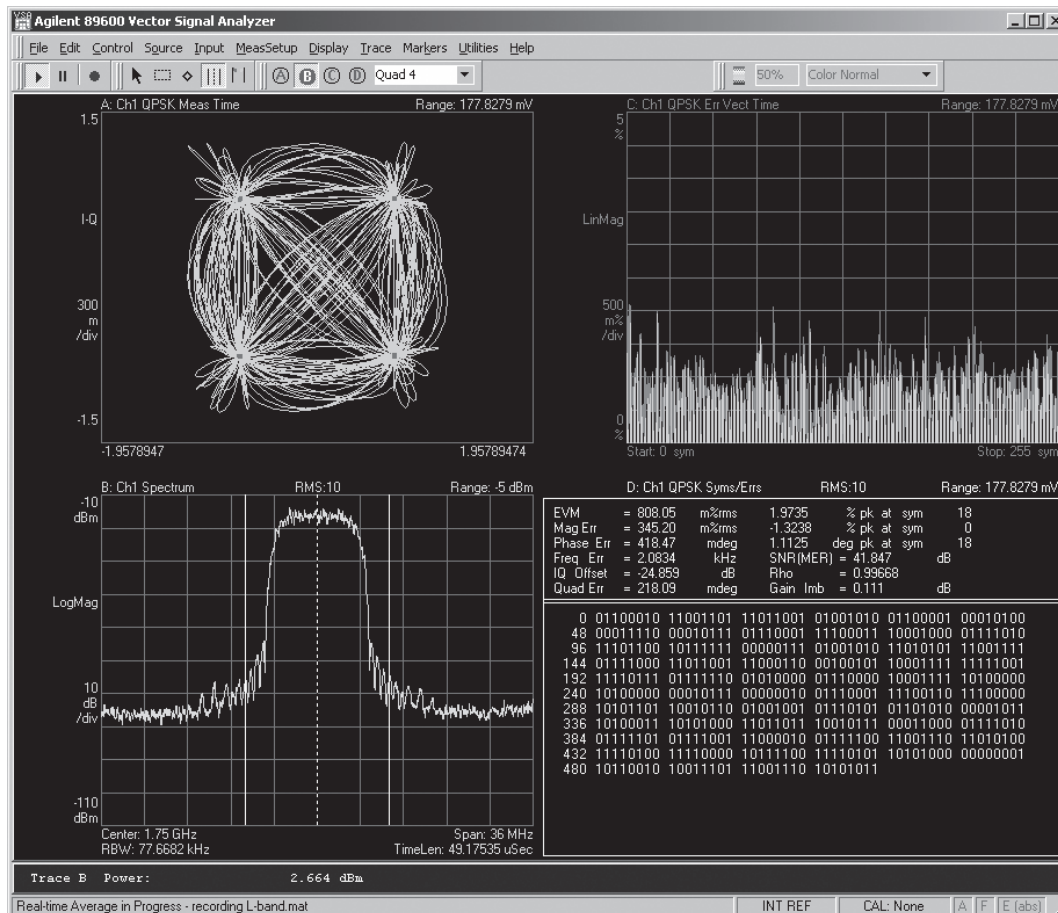 Agilent 89600 Vector Signal Analyzer
File Edit Control Source Input MeasSetup Display Trace Markers Utilities Help
A B C D Quad 4 50% Color Normal
A: Ch1 QPSK Meas Time Range: 177.8279 mV
1.5
I-Q
300
m
/div
-1.5
-1.9578947 1.95789474
C: Ch1 QPSK Err Vect Time Range: 177.8279 mV
5
%
LinMag
500
m%
/div
0
%
Start: 0 sym Stop: 255 sym
B: Ch1 Spectrum RMS:10 Range: -5 dBm
-10
dBm
LogMag
10
dB
/div
-110
dBm
Center: 1.75 GHz Span: 36 MHz
RBW: 77.6682 kHz TimeLen: 49.17535 uSec
D: Ch1 QPSK Syms/Errs RMS:10 Range: 177.8279 mV
EVM = 808.05 m%rms 1.9735 % pk at sym 18
Mag Err = 345.20 m%rms -1.3238 % pk at sym 0
Phase Err = 418.47 mdeg 1.1125 deg pk at sym 18
Freq Err = 2.0834 kHz SNR(MER) = 41.847 dB
IQ Offset = -24.859 dB Rho = 0.99668
Quad Err = 218.09 mdeg Gain Imb = 0.111 dB
0 01100010 11001101 11011001 01001010 01100001 00010100
48 00011110 00010111 01110001 11100011 10001000 01111010
96 11101100 10111111 00000111 01001010 11010101 11001111
144 01111000 11011001 11000110 00100101 10001111 11111001
192 11110111 01111110 01010000 01110000 10001111 10100000
240 10100000 00010111 00000010 01110001 11100110 11100000
288 10101101 10010110 01001001 01110101 01101010 00001011
336 10100011 10101000 11011011 10010111 00011000 01111010
384 01111101 01111001 11000010 01111100 11001110 11010100
432 11110100 11110000 10111100 11110101 10101000 00000001
480 10110010 10011101 11001110 10101011
Trace B Power: 2.664 dBm
Real-time Average in Progress - recording L-band.mat INT REF CAL: None A F E (abs)